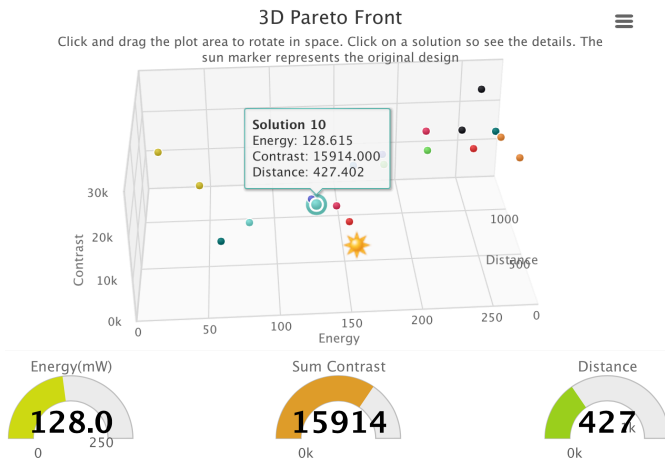 3D Pareto Front
Click and drag the plot area to rotate in space. Click on a solution so see the details. The
sun marker represents the original design
Solution 10
Energy: 128.615
Contrast: 15914.000
Distance: 427.402
30k
20k
10k
0k
Contrast
0
50
100
150
200
250
Energy
0
500
1000
Distance
Energy(mW)
128.0
0
250
Sum Contrast
15914
0k
Distance
427
0k
1k